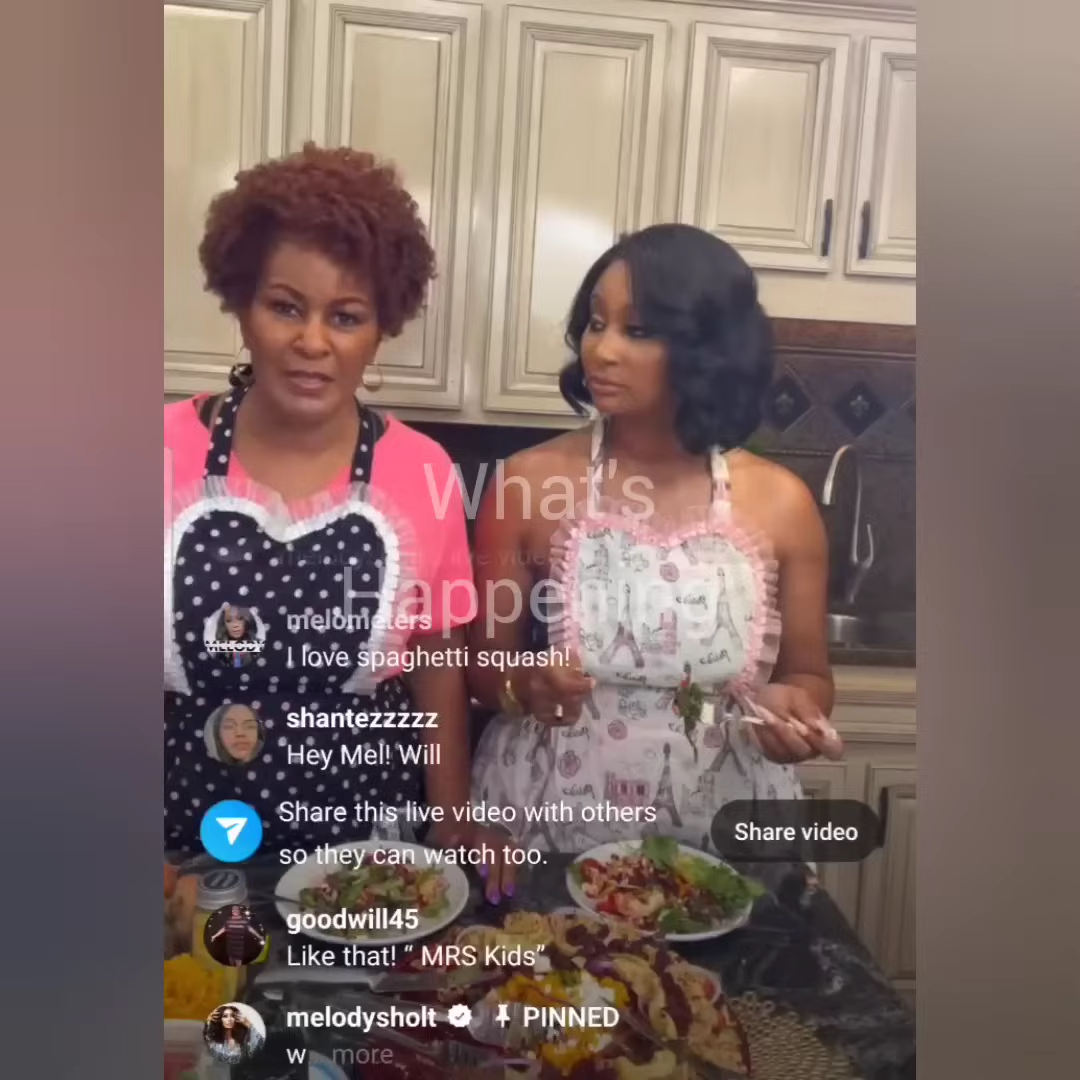 What's
Happening
melometers
I love spaghetti squash!
shantezzzzz
Hey Mel! Will
Share this live video with others
so they can watch too.
Share video
goodwill45
Like that! “ MRS Kids”
melodysholt PINNED
w... more